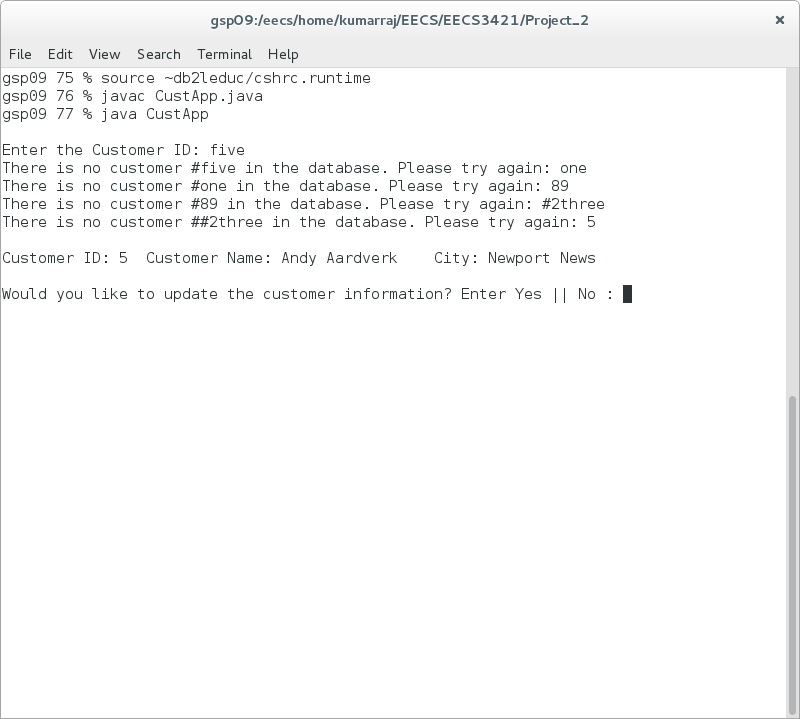 gsp09:/eecs/home/kumarraj/EECS/EECS3421/Project_2
File Edit View Search Terminal Help
gsp09 75 % source ~db2leduc/cshrc.runtime
gsp09 76 % javac CustApp.java
gsp09 77 % java CustApp
Enter the Customer ID: five
There is no customer #five in the database. Please try again: one
There is no customer #one in the database. Please try again: 89
There is no customer #89 in the database. Please try again: #2three
There is no customer ##2three in the database. Please try again: 5
Customer ID: 5  Customer Name: Andy Aardverk    City: Newport News
Would you like to update the customer information? Enter Yes || No :